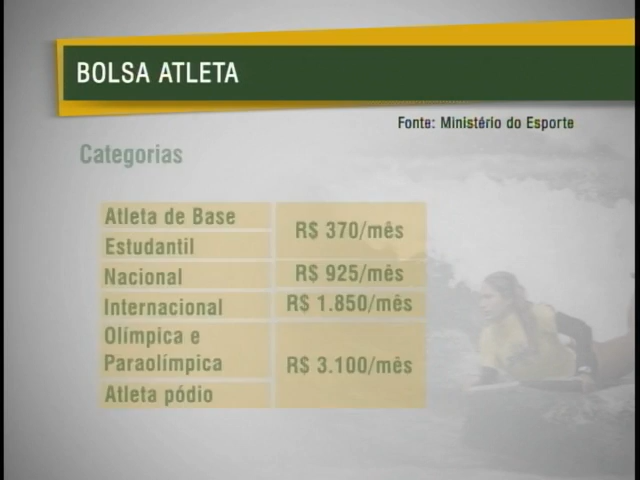 BOLSA ATLETA
Fonte: Ministério do Esporte
Categorias
Atleta de Base
Estudantil
R$ 370/mês
Nacional
R$ 925/mês
Internacional
R$ 1.850/mês
Olímpica e
Paraolímpica
R$ 3.100/mês
Atleta pódio